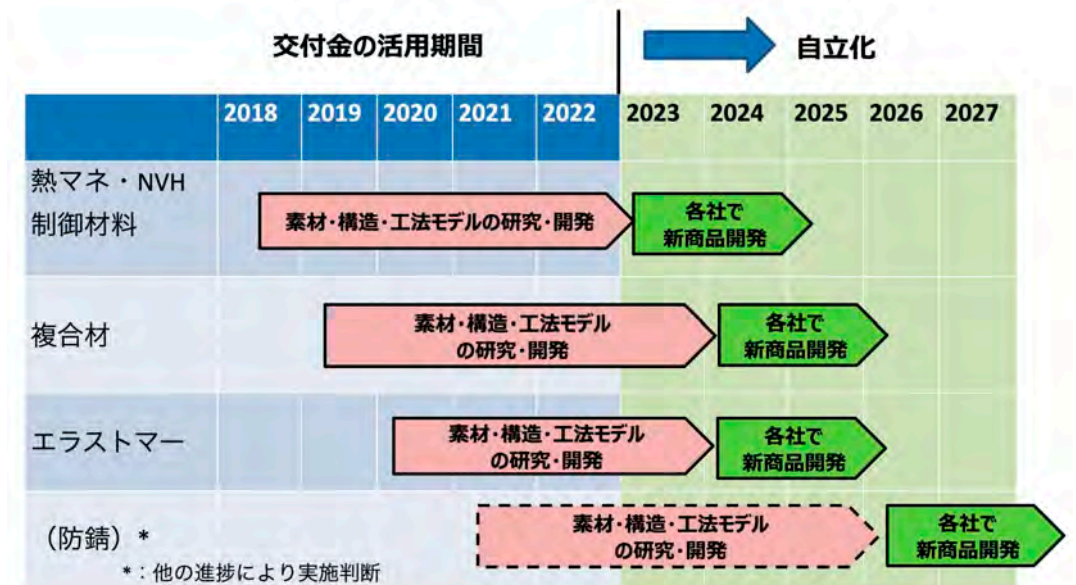 交付金の活用期間
自立化
2018 2019 2020 2021 2022 2023 2024 2025 2026 2027
熱マネ・NVH
制御材料
素材・構造・工法モデルの研究・開発
各社で
新商品開発
複合材
素材・構造・工法モデル
の研究・開発
各社で
新商品開発
エラストマー
素材・構造・工法モデル
の研究・開発
各社で
新商品開発
（防錆）*
素材・構造・工法モデル
の研究・開発
各社で
新商品開発
*：他の進捗により実施判断